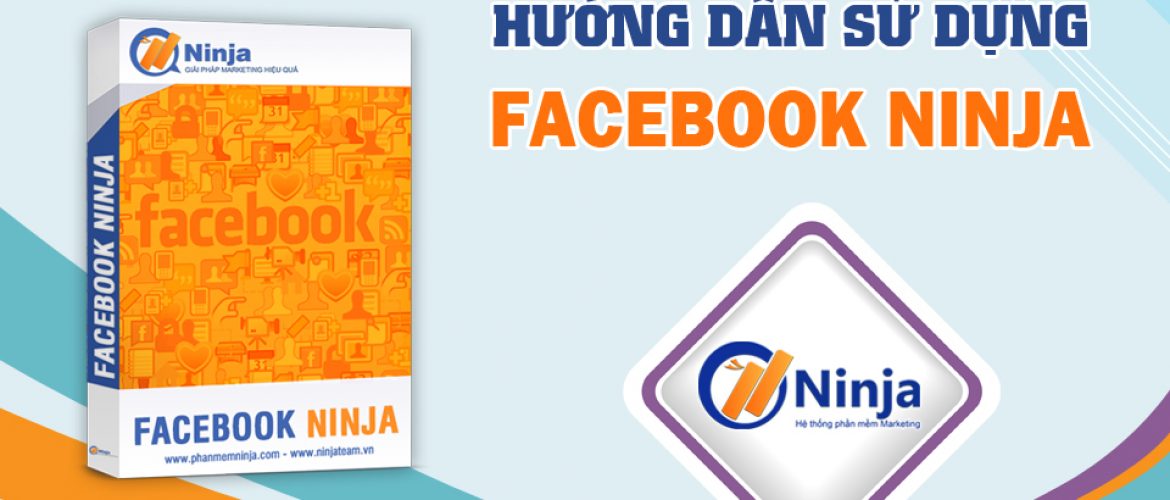 Ninja
GIẢI PHÁP MARKETING HIỆU QUẢ
facebook
FACEBOOK NINJA
FACEBOOK NINJA
www.phanmemninja.com - www.ninjateam.vn
HƯỚNG DẪN SỬ DỤNG
FACEBOOK NINJA
Ninja
Hệ thống phần mềm Marketing